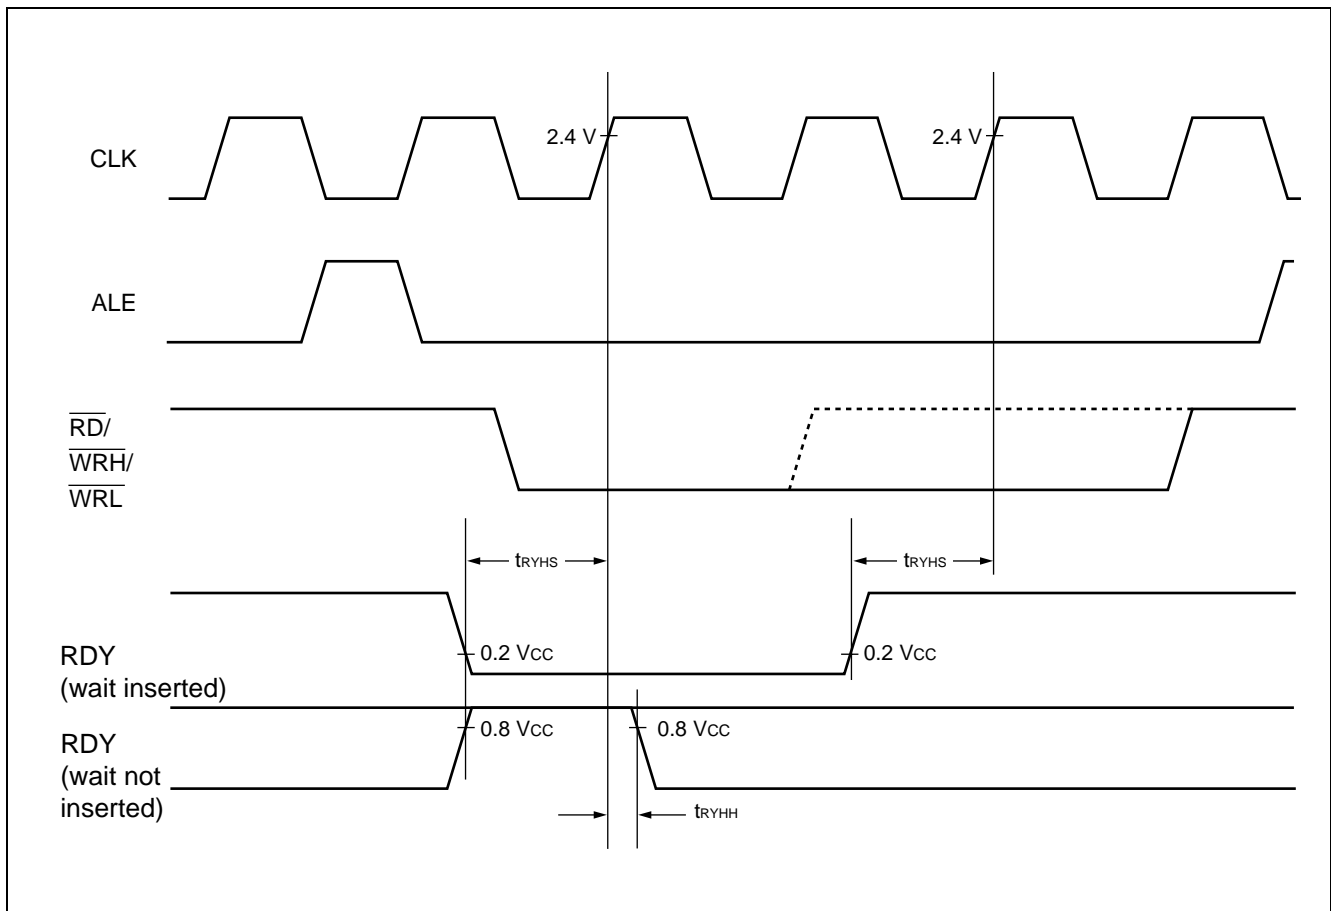 2.4 V
2.4 V
CLK
ALE
RD/
WRH/
WRL
tRYHS
tRYHS
RDY
(wait inserted)
0.2 VCC
0.2 VCC
RDY
(wait not
inserted)
0.8 VCC
0.8 VCC
tRYHH